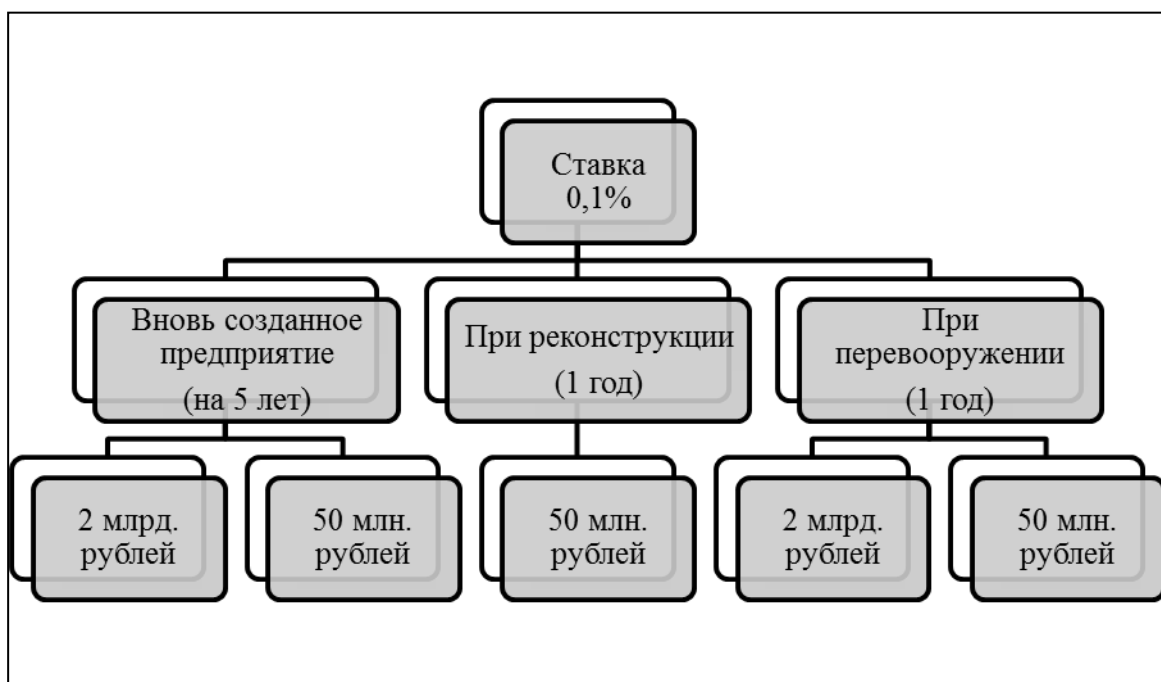 Ставка
0,1%
Вновь созданное
предприятие
(на 5 лет)
При реконструкции
(1 год)
При
перевооружении
(1 год)
2 млрд.
рублей
50 млн.
рублей
50 млн.
рублей
2 млрд.
рублей
50 млн.
рублей